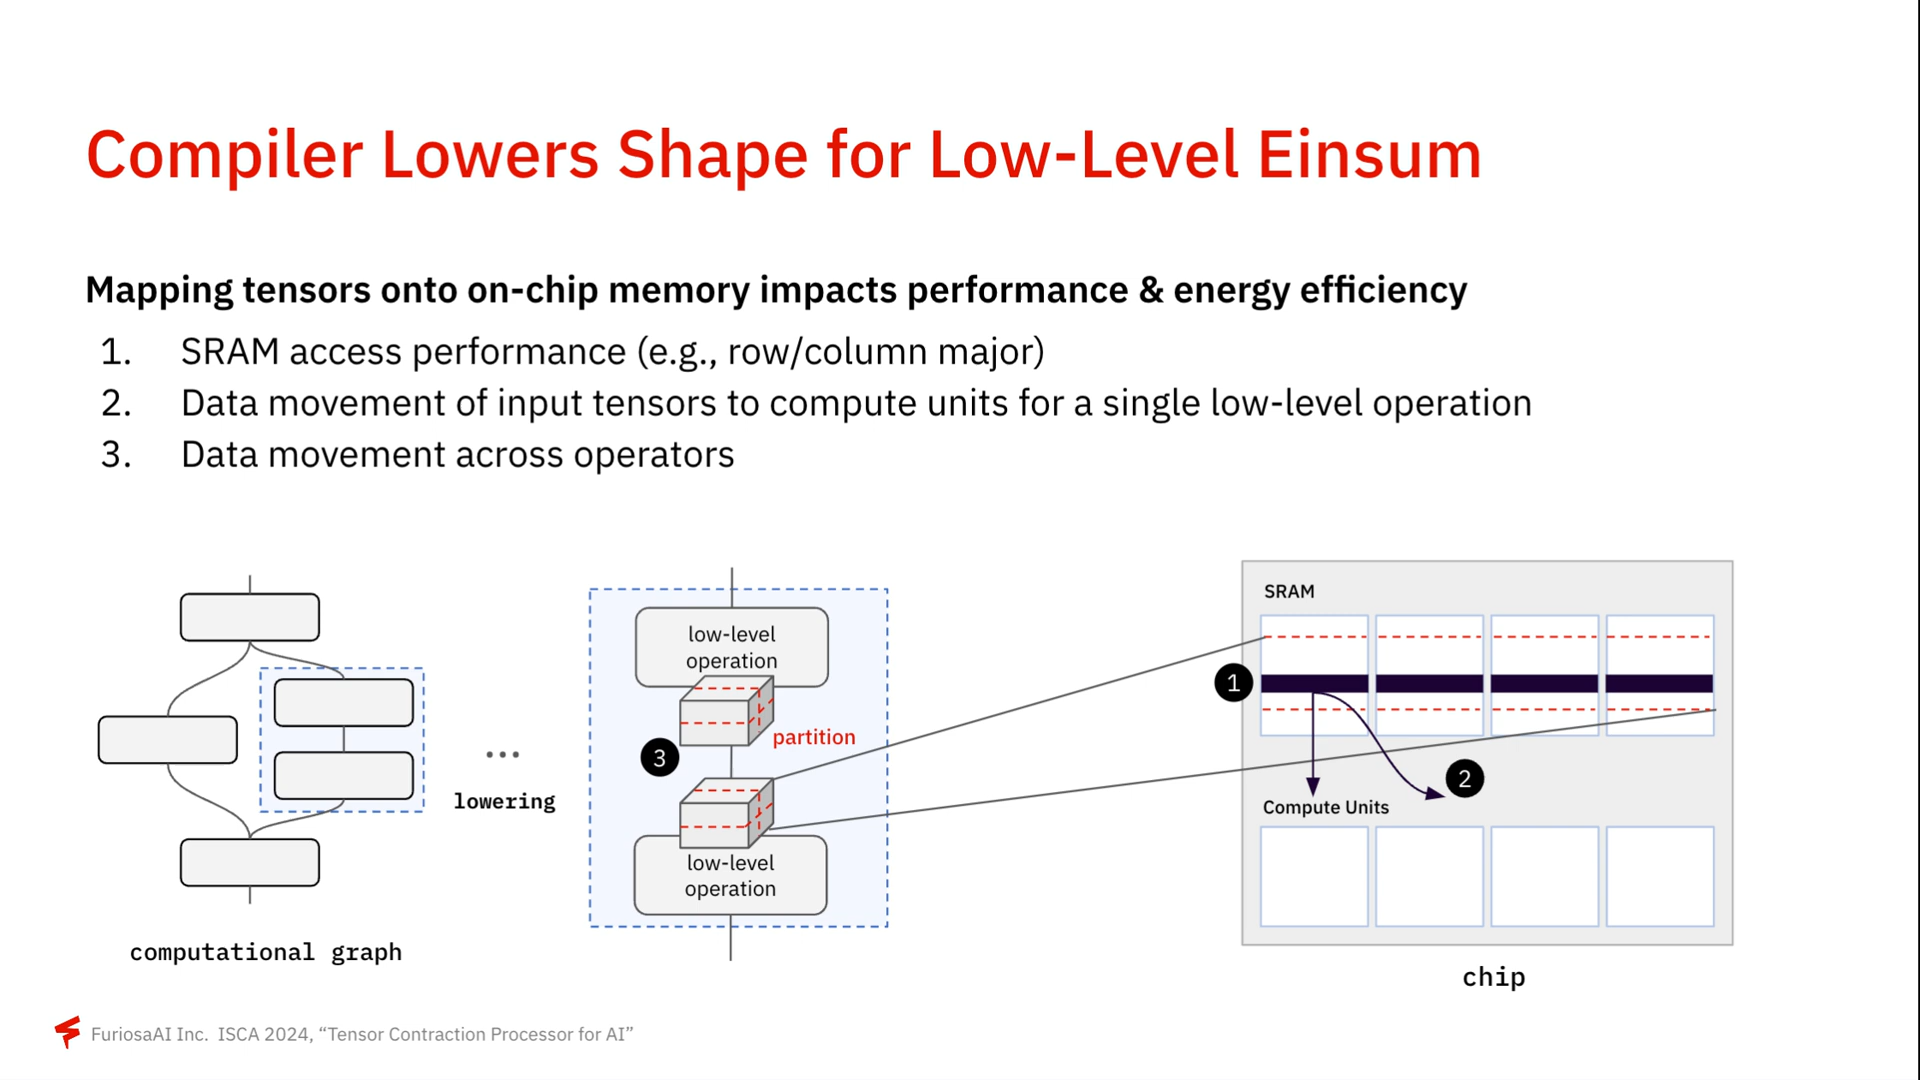 Compiler Lowers Shape for Low-Level Einsum
Mapping tensors onto on-chip memory impacts performance & energy efficiency
1. SRAM access performance (e.g., row/column major)
2. Data movement of input tensors to compute units for a single low-level operation
3. Data movement across operators
computational graph
...
lowering
low-level
operation
partition
3
low-level
operation
SRAM
1
2
Compute Units
chip
FuriosaAI Inc. ISCA 2024, “Tensor Contraction Processor for AI”